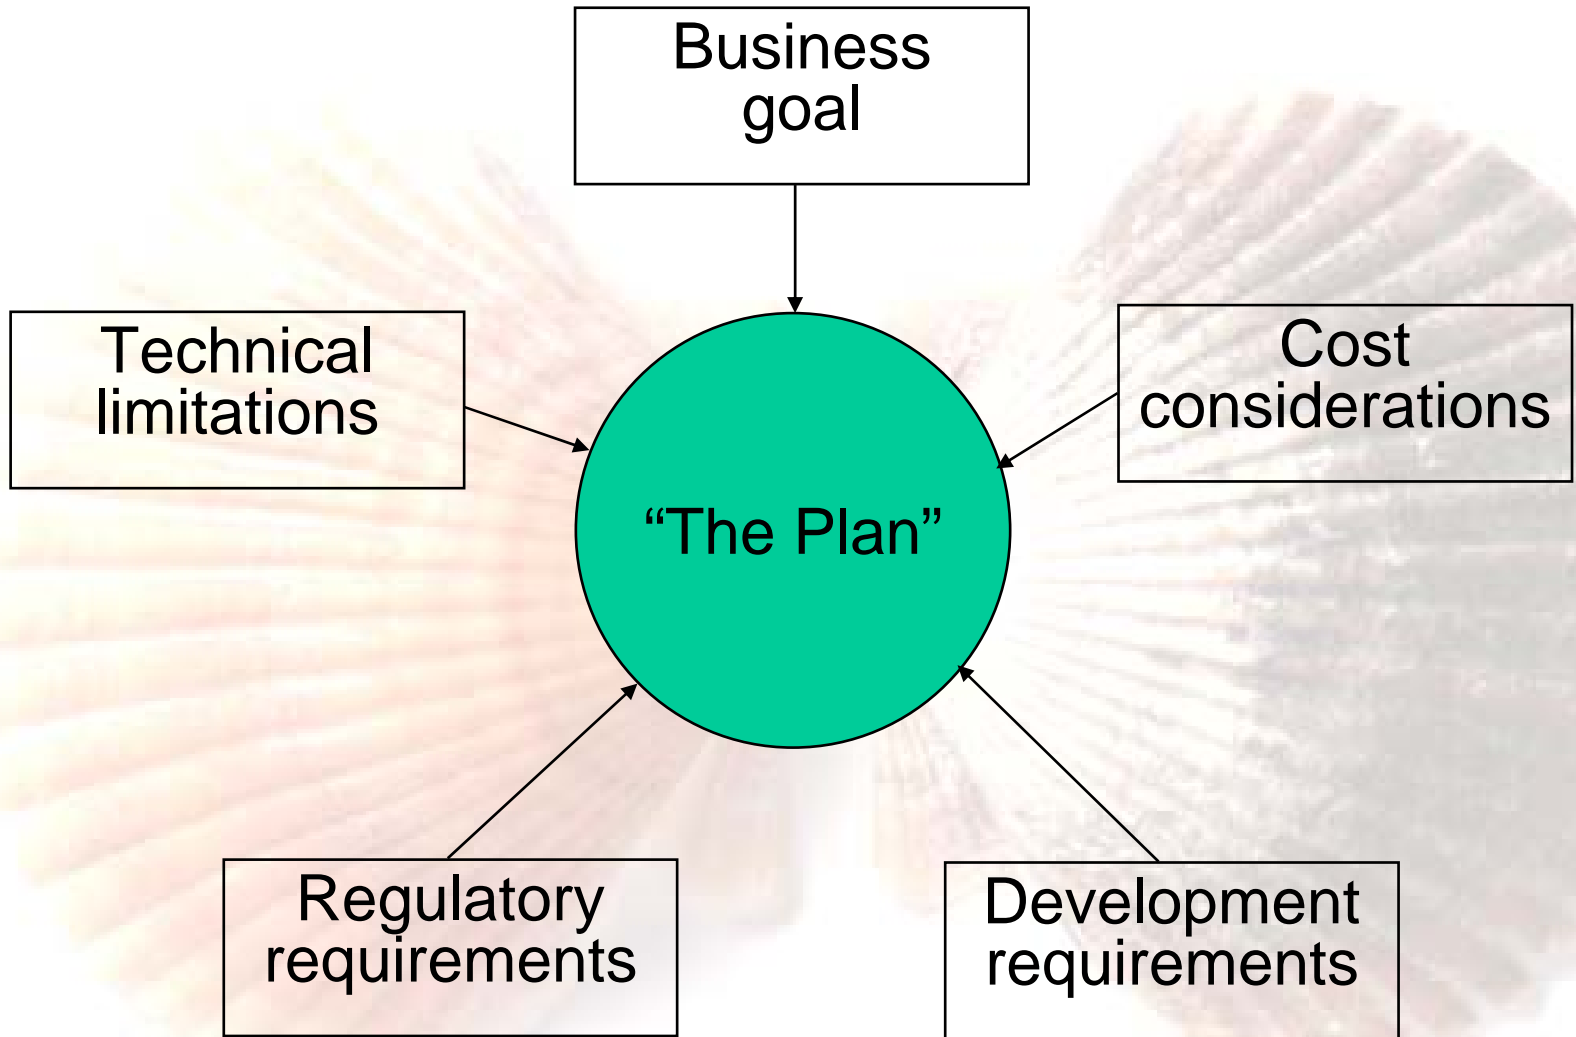 Business
goal
Technical
limitations
Cost
considerations
“The Plan”
Regulatory
requirements
Development
requirements